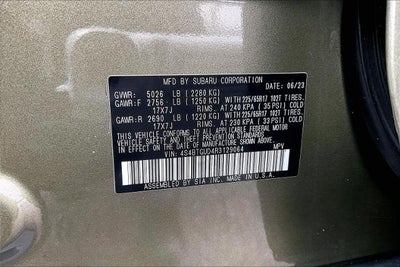 MFD BY SUBARU CORPORATION DATE: 06/23
GVWR: 5026 LB (2280 KG)
GAWR:F 2756 LB (1250 KG) WITH 225/65R17 102T TIRES.
17X7J RIMS. AT 240 KPA (35 PSI) COLD
GAWR:R 2690 LB (1220 KG) WITH 225/65R17 102T TIRES.
17X7J RIMS. AT 230 KPA (33 PSI) COLD
THIS VEHICLE CONFORMS TO ALL APPLICABLE FEDERAL MOTOR
VEHICLE SAFETY, BUMPER, AND THEFT PREVENTION STANDARDS
IN EFFECT ON THE DATE OF MANUFACTURE SHOWN ABOVE.
VIN: 4S4BTGUD4R3129064 MPV
ASSEMBLED BY SIA INC. MADE IN U.S.A.